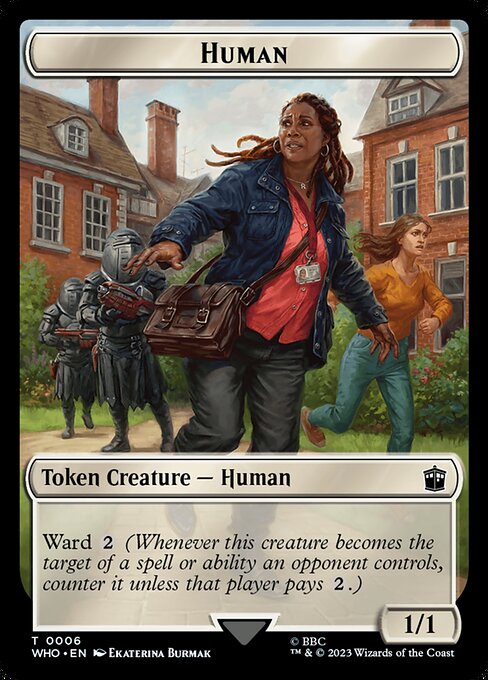 HUMAN
Token Creature — Human
Ward 2 (Whenever this creature becomes the
target of a spell or ability an opponent controls,
counter it unless that player pays 2.)
1/1
T 0006
WHO • EN EKATERINA BURMAK
© BBC
™ & © 2023 Wizards of the Coast